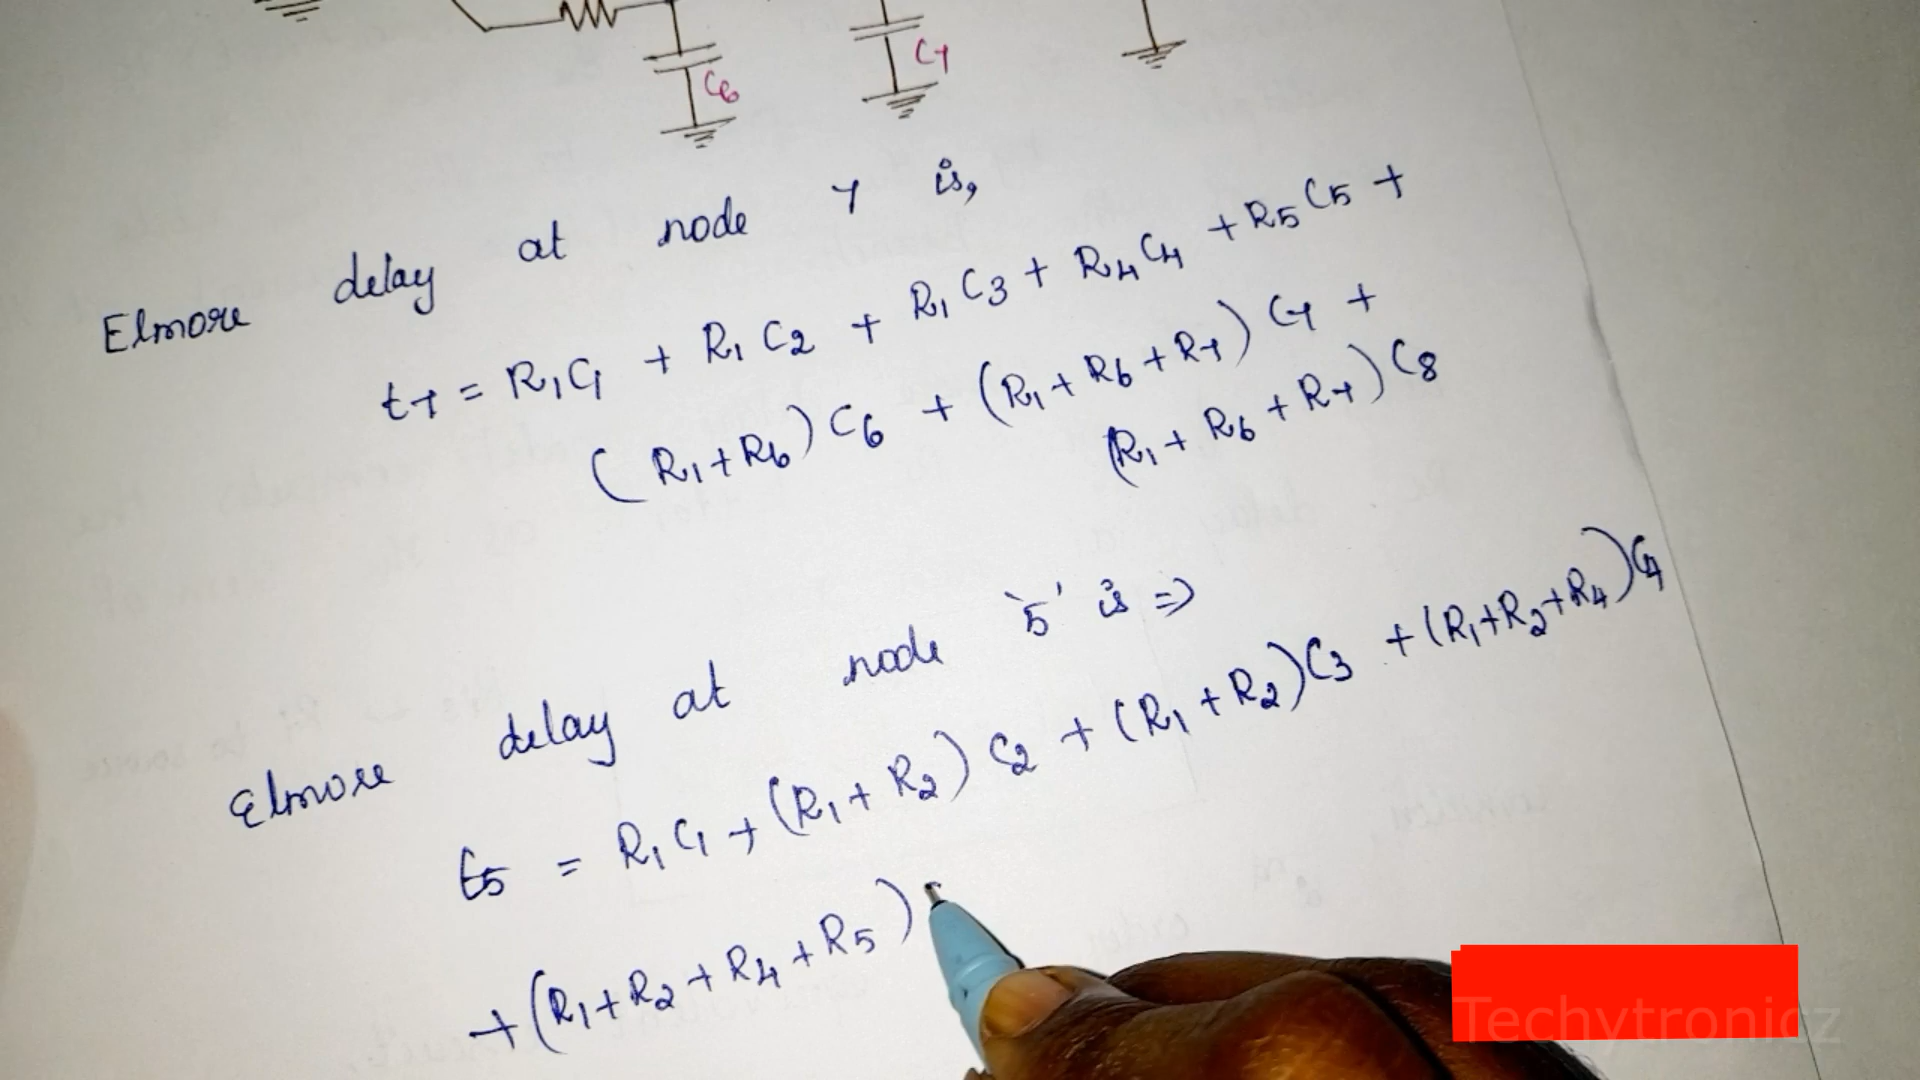 C6
C7
Elmore delay at node 7 is,
t7 = R1C1 + R1C2 + R1C3 + R4C4 + R5C5 +
(R1+R6)C6 + (R1+R6+R7)C7 +
(R1+R6+R7)C8
Elmore delay at node '5' is ⇒
t5 = R1C1 + (R1+R2)C2 + (R1+R2)C3 + (R1+R2+R4)C4
+(R1+R2+R4+R5)
Techytronicz